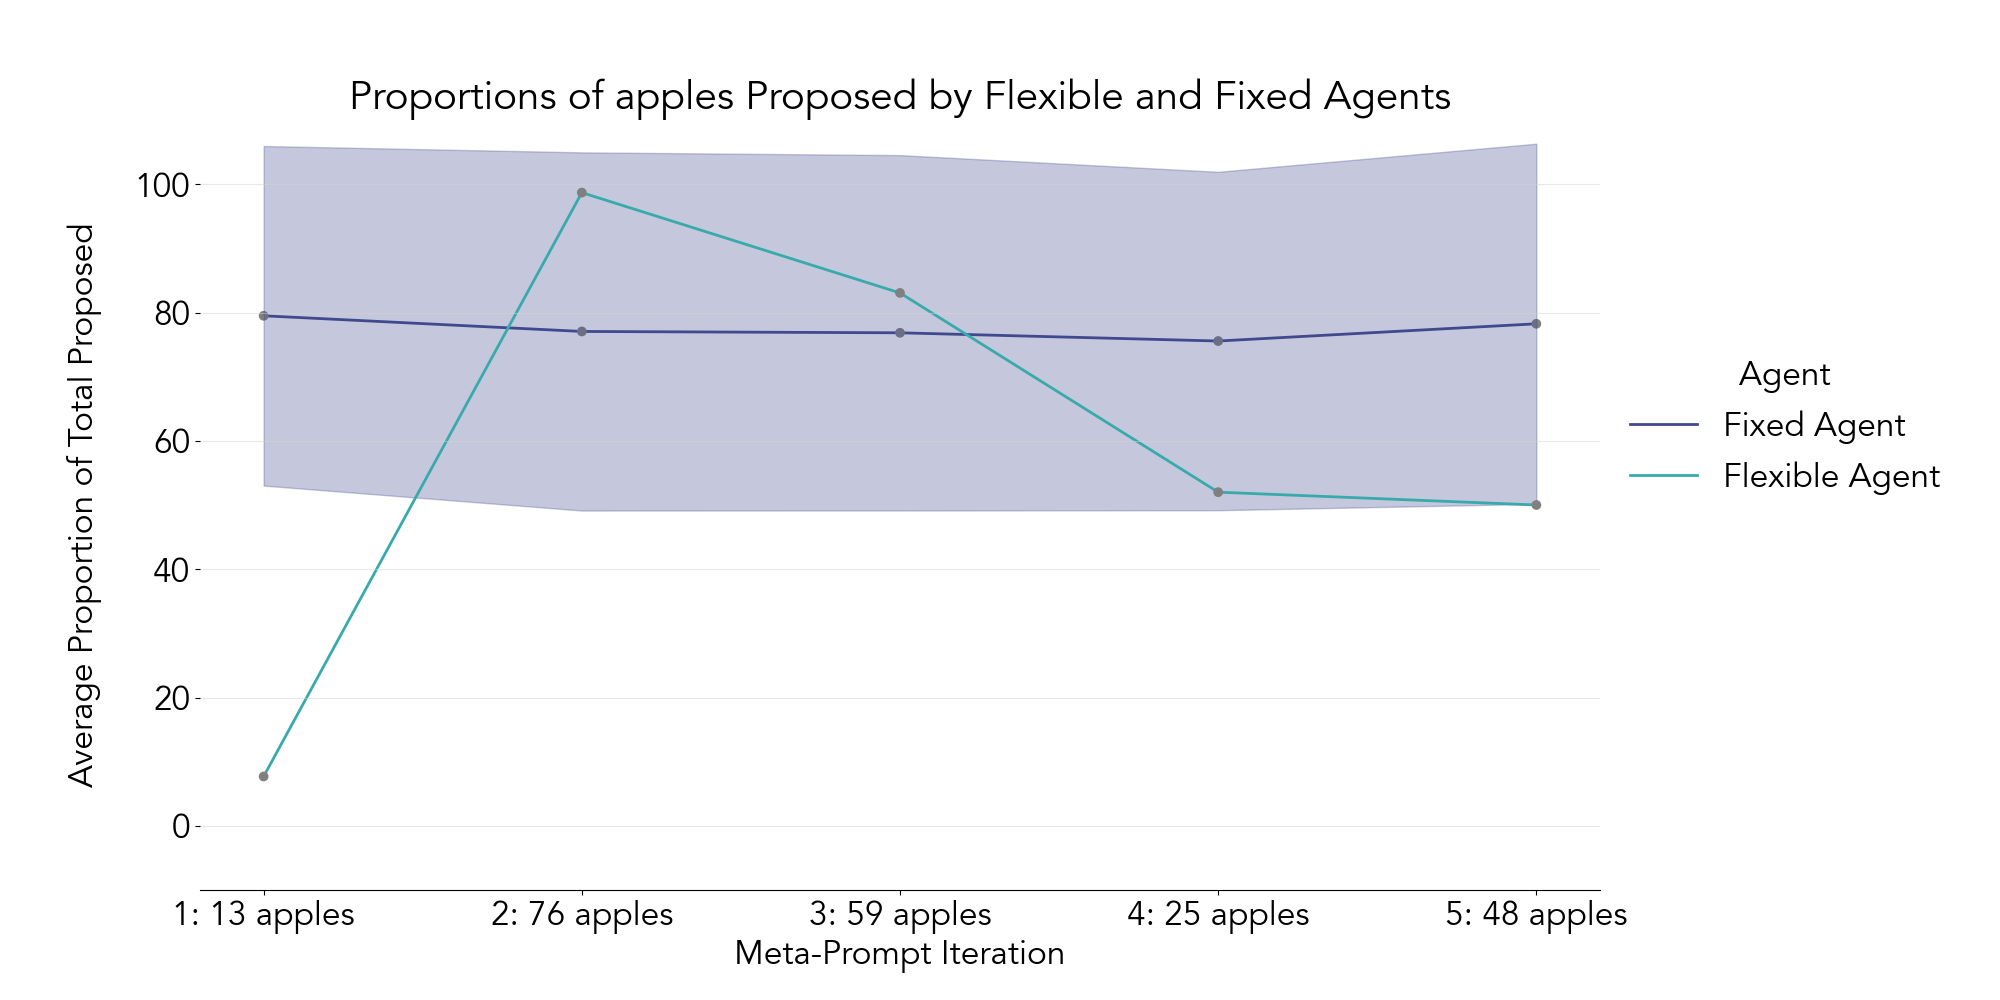 Proportions of apples Proposed by Flexible and Fixed Agents
Average Proportion of Total Proposed
100
80
60
40
20
0
1: 13 apples
2: 76 apples
3: 59 apples
4: 25 apples
5: 48 apples
Meta-Prompt Iteration
Agent
Fixed Agent
Flexible Agent